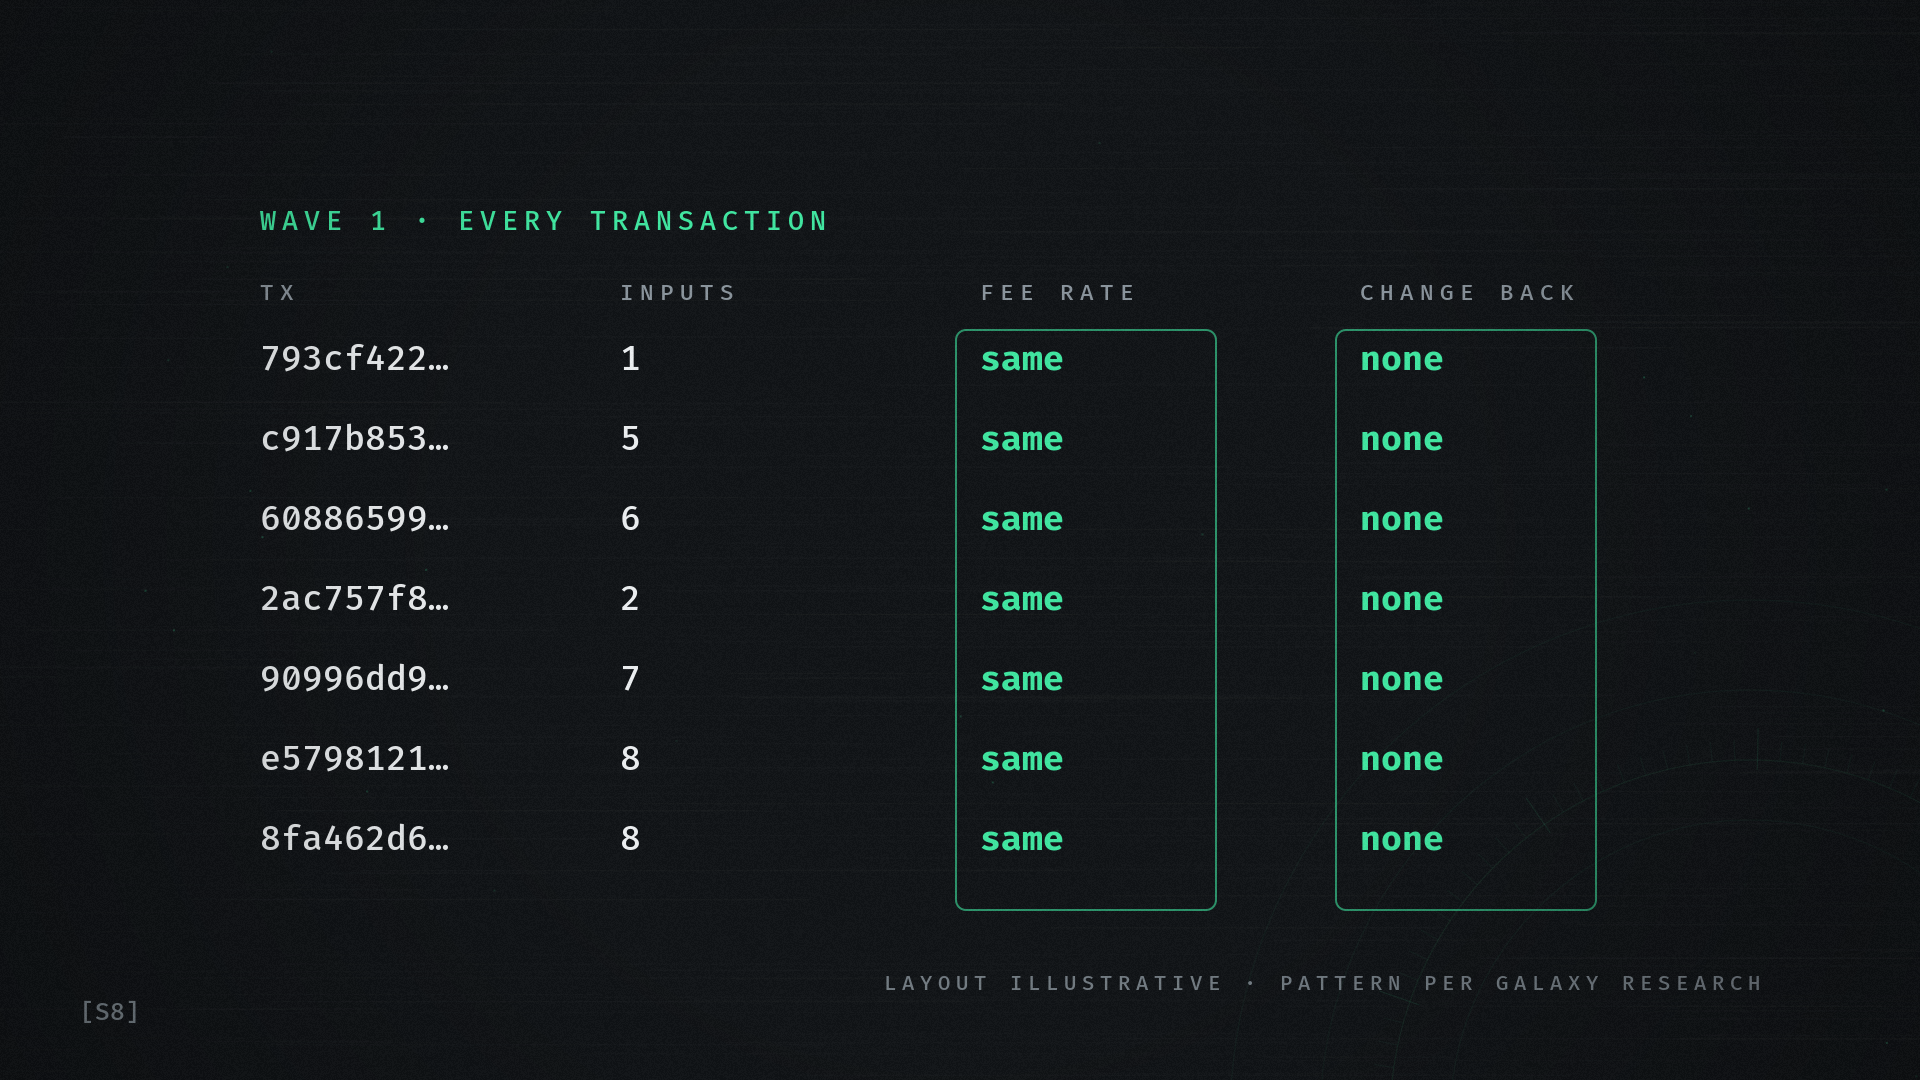 WAVE 1 · EVERY TRANSACTION
TX INPUTS FEE RATE CHANGE BACK
793cf422… 1 same none
c917b853… 5 same none
60886599… 6 same none
2ac757f8… 2 same none
90996dd9… 7 same none
e5798121… 8 same none
8fa462d6… 8 same none
LAYOUT ILLUSTRATIVE · PATTERN PER GALAXY RESEARCH
[S8]